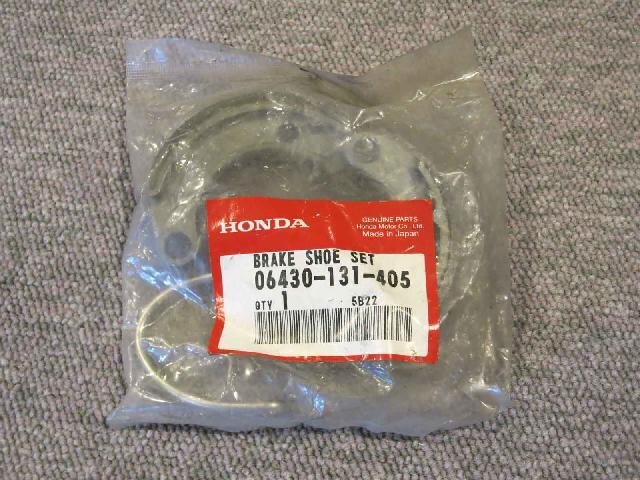 HONDA
GENUINE PARTS
Honda Motor Co., Ltd.
Made in Japan
BRAKE SHOE SET
06430-131-405
QTY 1 5B22